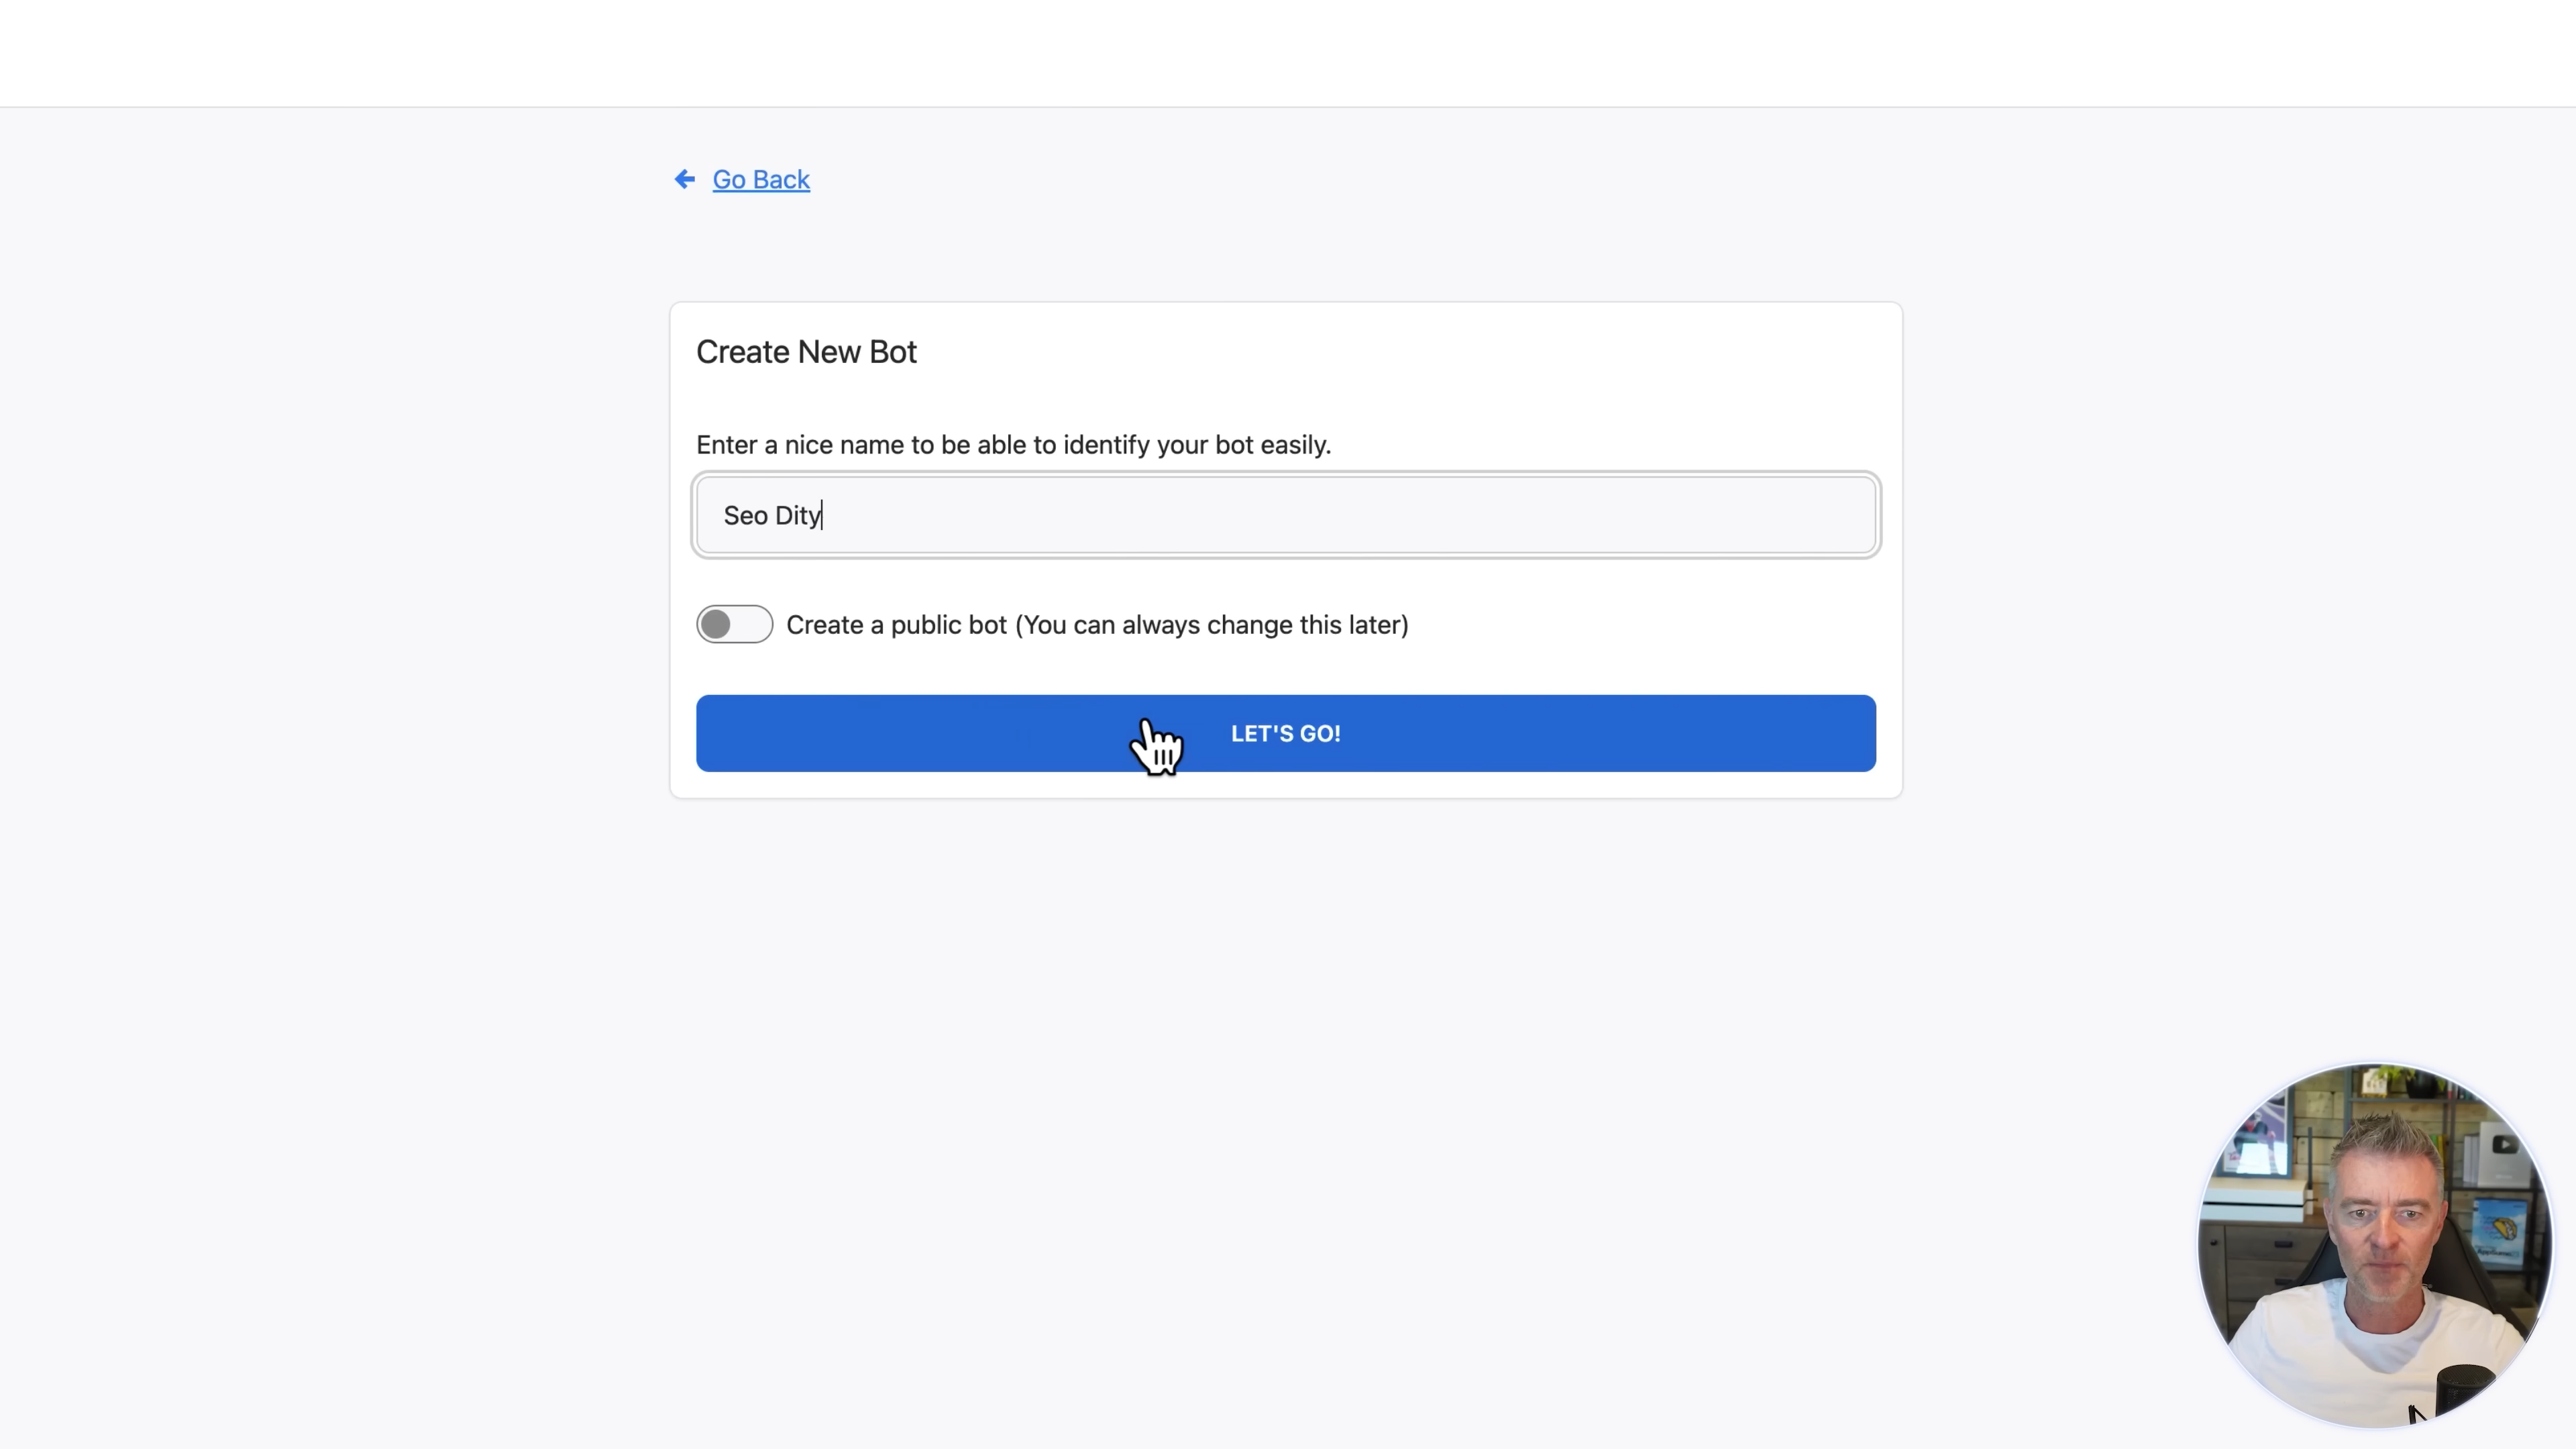 Go Back
Create New Bot
Enter a nice name to be able to identify your bot easily.
Seo Dity
Create a public bot (You can always change this later)
LET'S GO!